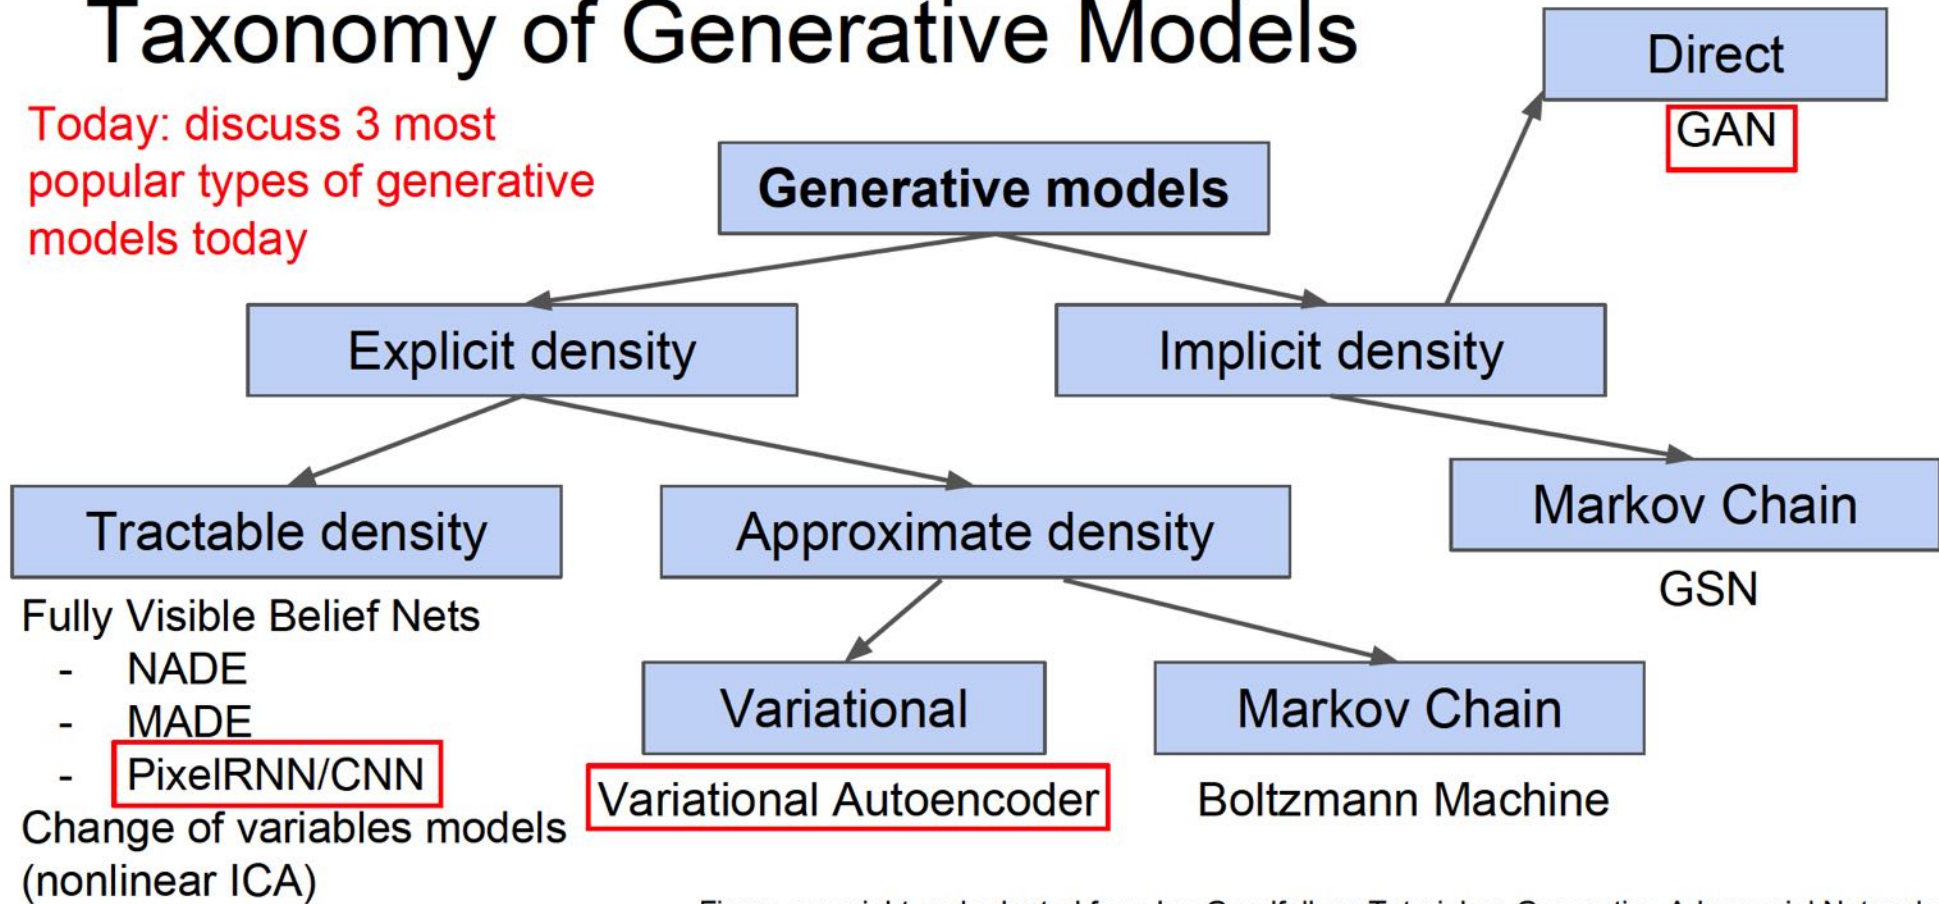 Taxonomy of Generative Models
Today: discuss 3 most
popular types of generative
models today
Direct
GAN
Generative models
Explicit density
Implicit density
Tractable density
Approximate density
Markov Chain
GSN
Fully Visible Belief Nets
- NADE
- MADE
- PixelRNN/CNN
Change of variables models
(nonlinear ICA)
Variational
Variational Autoencoder
Markov Chain
Boltzmann Machine